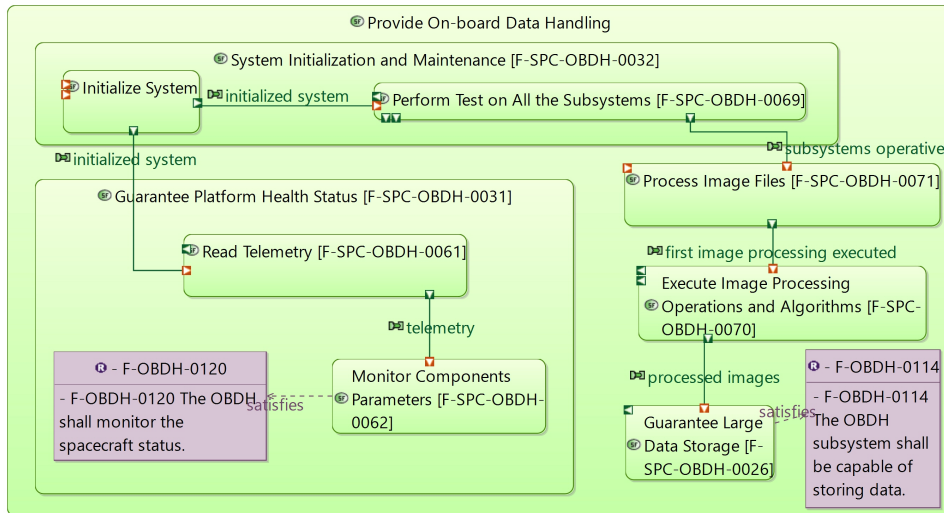 Provide On-board Data Handling
System Initialization and Maintenance [F-SPC-OBDH-0032]
Initialize System
initialized system
Perform Test on All the Subsystems [F-SPC-OBDH-0069]
initialized system
subsystems operative
Guarantee Platform Health Status [F-SPC-OBDH-0031]
Process Image Files [F-SPC-OBDH-0071]
Read Telemetry [F-SPC-OBDH-0061]
first image processing executed
Execute Image Processing
Operations and Algorithms [F-SPC-
OBDH-0070]
telemetry
- F-OBDH-0120
- F-OBDH-0120 The OBDH
shall monitor the
spacecraft status.
satisfies
Monitor Components
Parameters [F-SPC-OBDH-
0062]
processed images
Guarantee Large
Data Storage [F-
SPC-OBDH-0026]
satisfies
- F-OBDH-0114
- F-OBDH-0114
The OBDH
subsystem shall
be capable of
storing data.